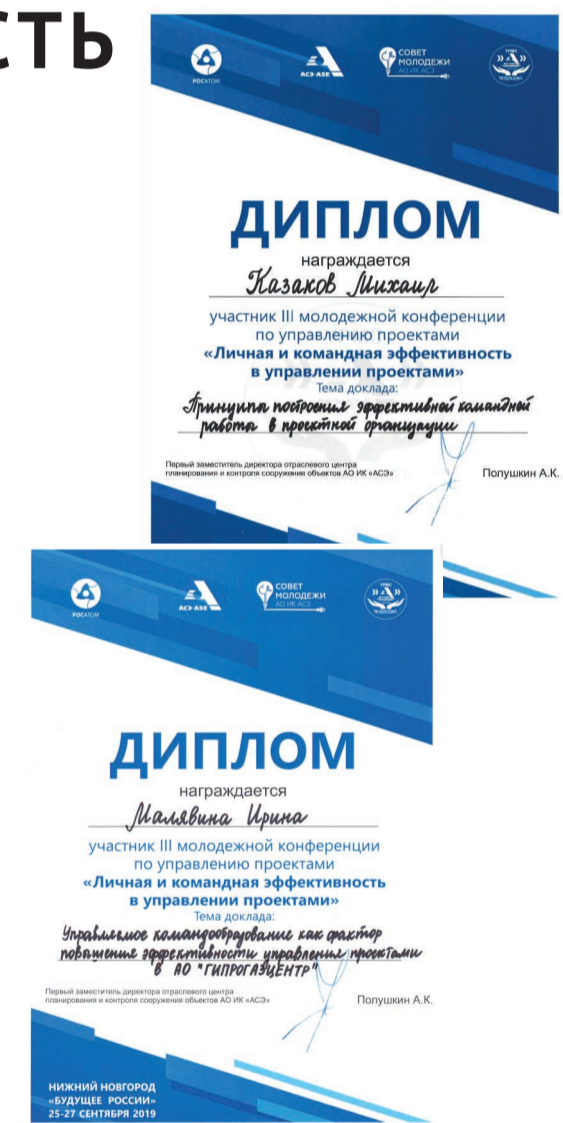 СТЬ
РОСАТОМ
АСЭ-ASE
СОВЕТ
МОЛОДЕЖИ
АО ИК АСЭ
ДИПЛОМ
награждается
Казаков Михаил
участник III молодежной конференции
по управлению проектами
«Личная и командная эффективность
в управлении проектами»
Тема доклада:
Принципы построения эффективной командной
работы в проектной организации
Первый заместитель директора отраслевого центра
планирования и контроля сооружения объектов АО ИК «АСЭ»
Полушкин А.К.
РОСАТОМ
АСЭ-ASE
СОВЕТ
МОЛОДЕЖИ
АО ИК АСЭ
ДИПЛОМ
награждается
Малявина Ирина
участник III молодежной конференции
по управлению проектами
«Личная и командная эффективность
в управлении проектами»
Тема доклада:
Управляемое командообразование как фактор
повышения эффективности управления проектами
в АО "ГИПРОГАЗЦЕНТР"
Первый заместитель директора отраслевого центра
планирования и контроля сооружения объектов АО ИК «АСЭ»
Полушкин А.К.
НИЖНИЙ НОВГОРОД
«БУДУЩЕЕ РОССИИ»
25-27 СЕНТЯБРЯ 2019